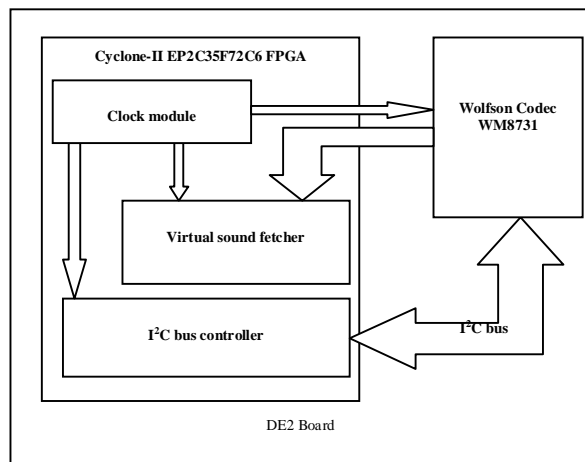 Cyclone-II EP2C35F72C6 FPGA
Clock module
Wolfson Codec
WM8731
Virtual sound fetcher
I²C bus controller
I²C bus
DE2 Board